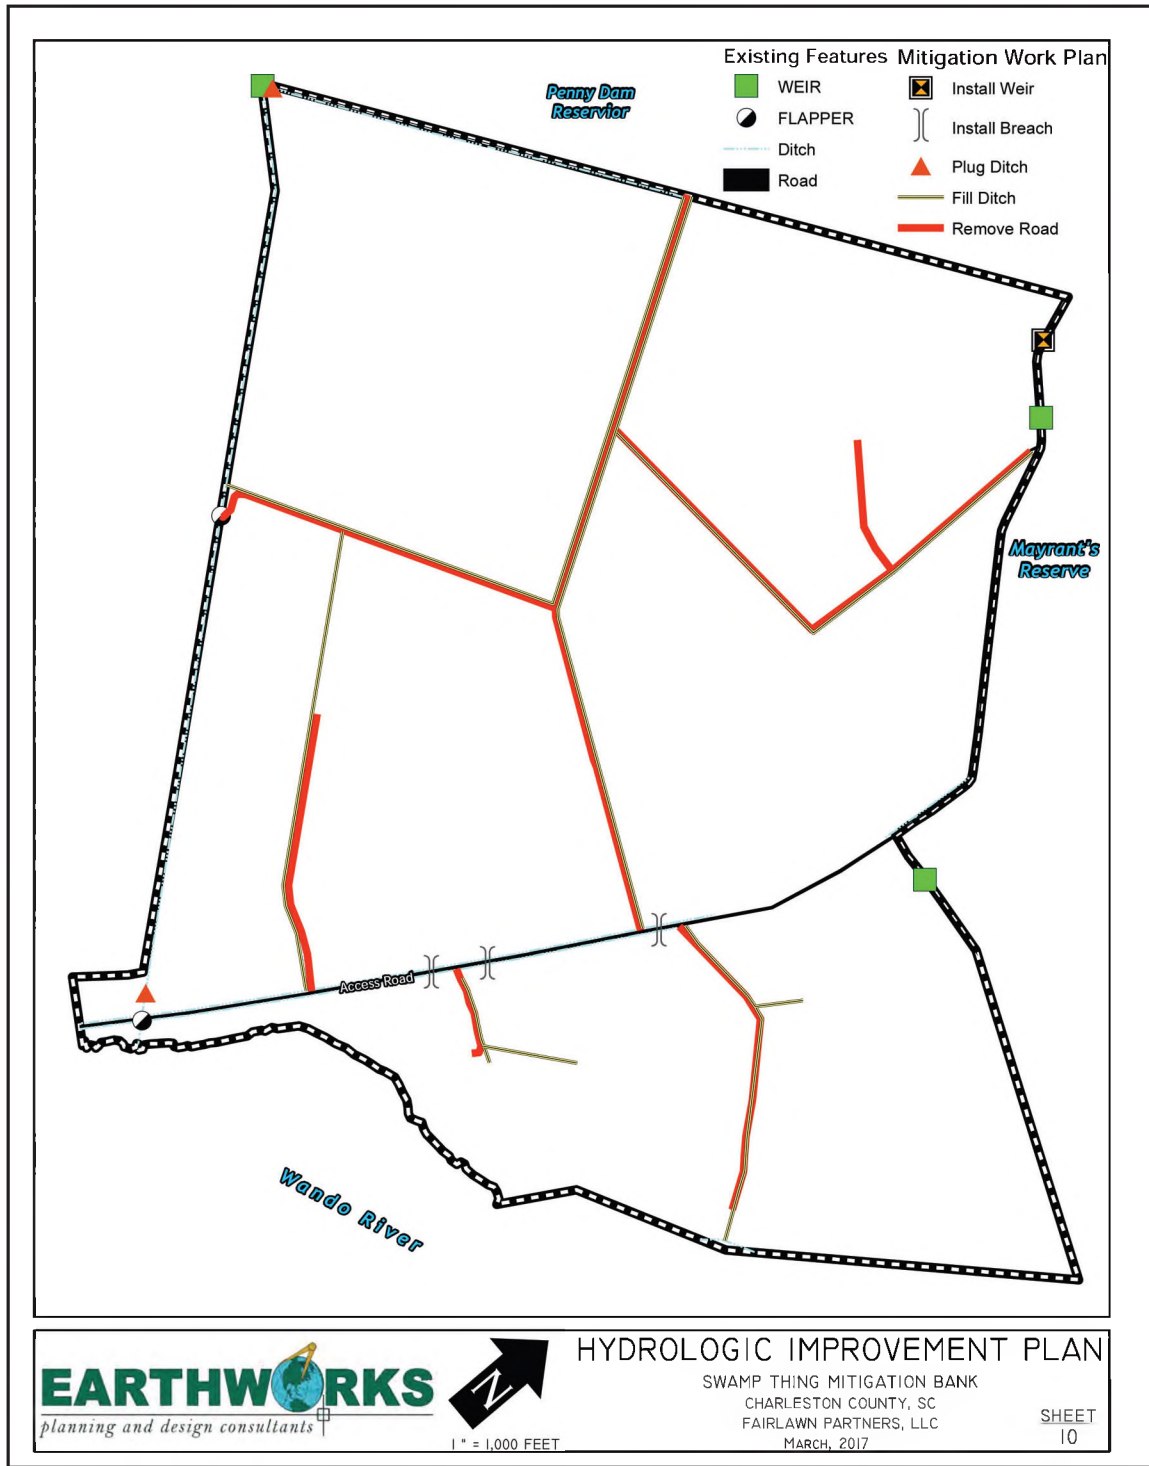 Existing Features
WEIR
FLAPPER
Ditch
Road
Mitigation Work Plan
Install Weir
Install Breach
Plug Ditch
Fill Ditch
Remove Road
Penny Dam
Reservior
Mayrant's
Reserve
Access Road
Wando River
EARTHWORKS
planning and design consultants
N
1 " = 1,000 FEET
HYDROLOGIC IMPROVEMENT PLAN
SWAMP THING MITIGATION BANK
CHARLESTON COUNTY, SC
FAIRLAWN PARTNERS, LLC
MARCH, 2017
SHEET
10